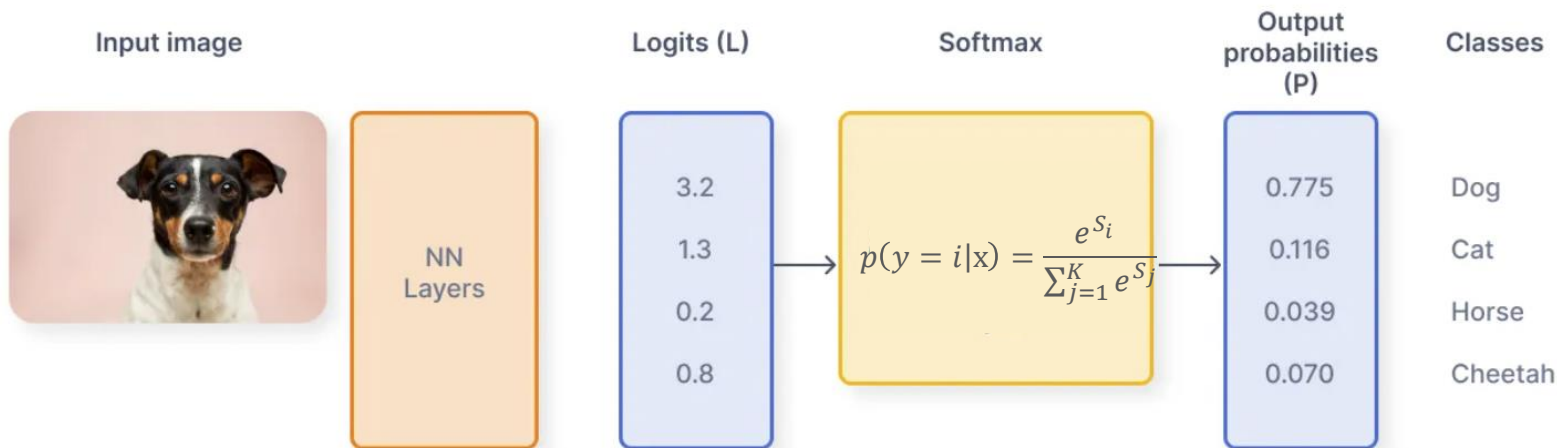 Input image
Logits (L)
Softmax
Output
probabilities
(P)
Classes
NN
Layers
3.2
1.3
0.2
0.8
p(y = i|x) = e^{S_i} / ∑_{j=1}^{K} e^{S_j}
0.775
0.116
0.039
0.070
Dog
Cat
Horse
Cheetah